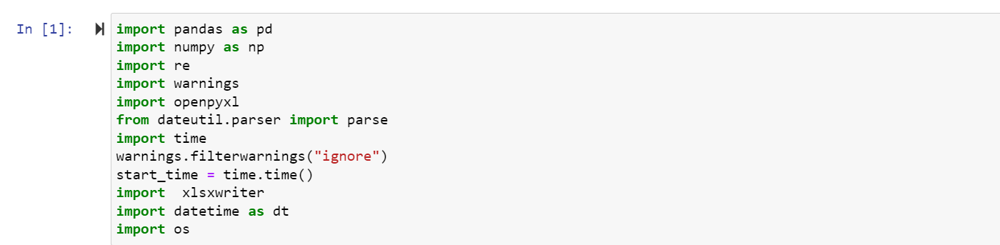 In [1]:
import pandas as pd
import numpy as np
import re
import warnings
import openpyxl
from dateutil.parser import parse
import time
warnings.filterwarnings("ignore")
start_time = time.time()
import  xlsxwriter
import datetime as dt
import os